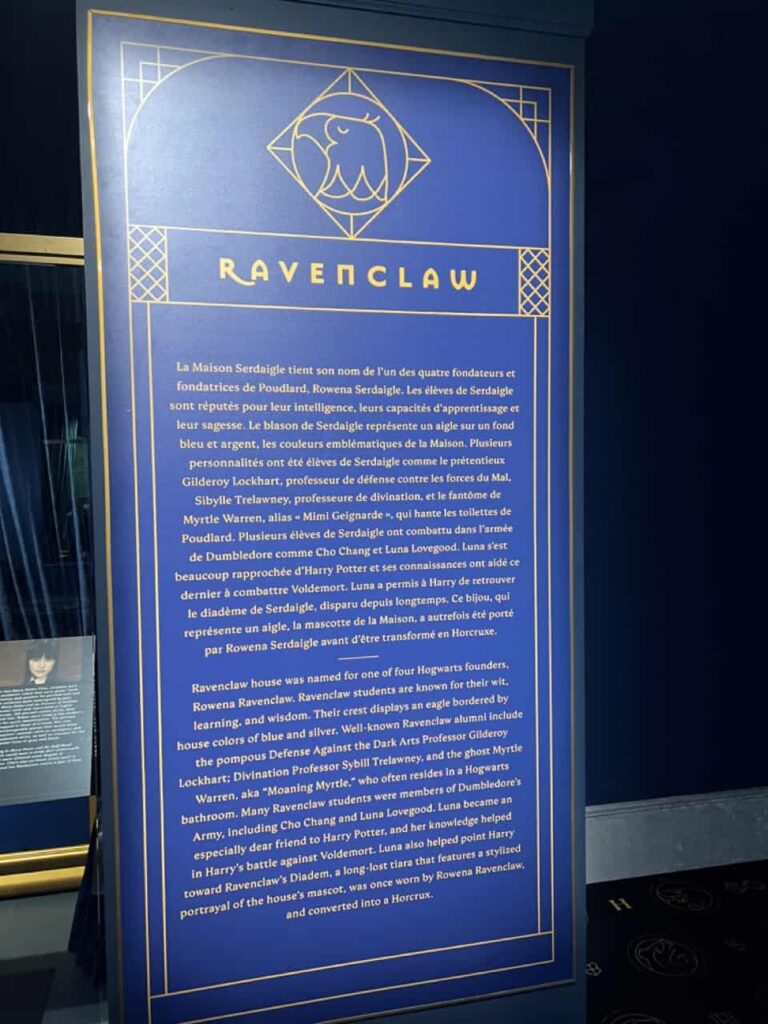 RAVENCLAW
La Maison Serdaigle tient son nom de l'un des quatre fondateurs et
fondatrices de Poudlard, Rowena Serdaigle. Les élèves de Serdaigle
sont réputés pour leur intelligence, leurs capacités d'apprentissage et
leur sagesse. Le blason de Serdaigle représente un aigle sur un fond
bleu et argent, les couleurs emblématiques de la Maison. Plusieurs
personnalités ont été élèves de Serdaigle comme le prétentieux
Gilderoy Lockhart, professeur de défense contre les forces du Mal,
Sibylle Trelawney, professeure de divination, et le fantôme de
Myrtle Warren, alias « Mimi Geignarde », qui hante les toilettes de
Poudlard. Plusieurs élèves de Serdaigle ont combattu dans l'armée
de Dumbledore comme Cho Chang et Luna Lovegood. Luna s'est
beaucoup rapprochée d'Harry Potter et ses connaissances ont aidé ce
dernier à combattre Voldemort. Luna a permis à Harry de retrouver
le diadème de Serdaigle, disparu depuis longtemps. Ce bijou, qui
représente un aigle, la mascotte de la Maison, a autrefois été porté
par Rowena Serdaigle avant d'être transformé en Horcruxe.
Ravenclaw house was named for one of four Hogwarts founders,
Rowena Ravenclaw. Ravenclaw students are known for their wit,
learning, and wisdom. Their crest displays an eagle bordered by
house colors of blue and silver. Well-known Ravenclaw alumni include
the pompous Defense Against the Dark Arts Professor Gilderoy
Lockhart; Divination Professor Sybill Trelawney, and the ghost Myrtle
Warren, aka "Moaning Myrtle," who often resides in a Hogwarts
bathroom. Many Ravenclaw students were members of Dumbledore's
Army, including Cho Chang and Luna Lovegood. Luna became an
especially dear friend to Harry Potter, and her knowledge helped
in Harry's battle against Voldemort. Luna also helped point Harry
toward Ravenclaw's Diadem, a long-lost tiara that features a stylized
portrayal of the house's mascot, was once worn by Rowena Ravenclaw,
and converted into a Horcrux.
H